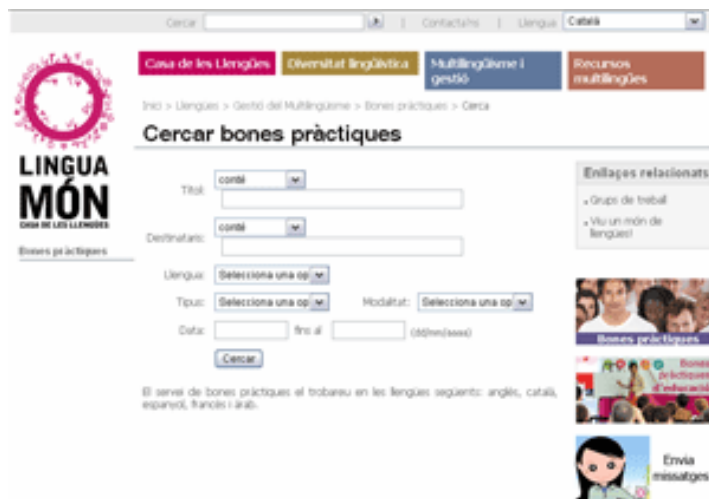 Cercar
| Contacta'ns | Llengua Català
Casa de les Llengües
Diversitat lingüística
Multilingüisme i
gestió
Recursos
multilingües
Inici > Llengües > Gestió del Multilingüisme > Bones pràctiques > Cerca
Cercar bones pràctiques
LINGUA
MÓN
CASA DE LES LLENGÜES
Bones pràctiques
Títol: conté
Destinataris: conté
Llengua: Selecciona una op
Tipus: Selecciona una op Modalitat: Selecciona una op
Data: fins al (dd/mm/aaaa)
Cercar
El servei de bones pràctiques el trobareu en les llengües següents: anglès, català,
espanyol, francès i àrab.
Enllaços relacionats
Grups de treball
Viu un món de
llengües!
Bones pràctiques
Bones
pràctiques
d'educació
Envia
missatges